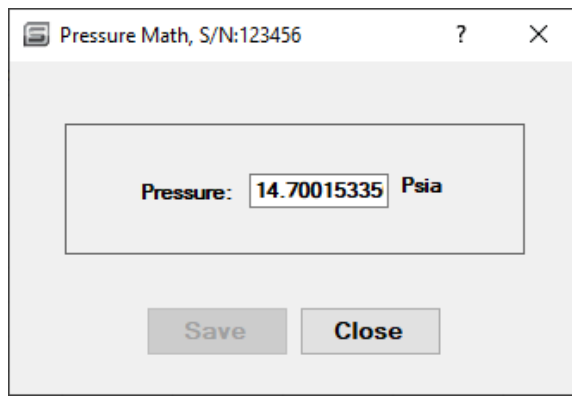 Pressure Math, S/N:123456 ?
Pressure: 14.70015335 Psia
Save Close